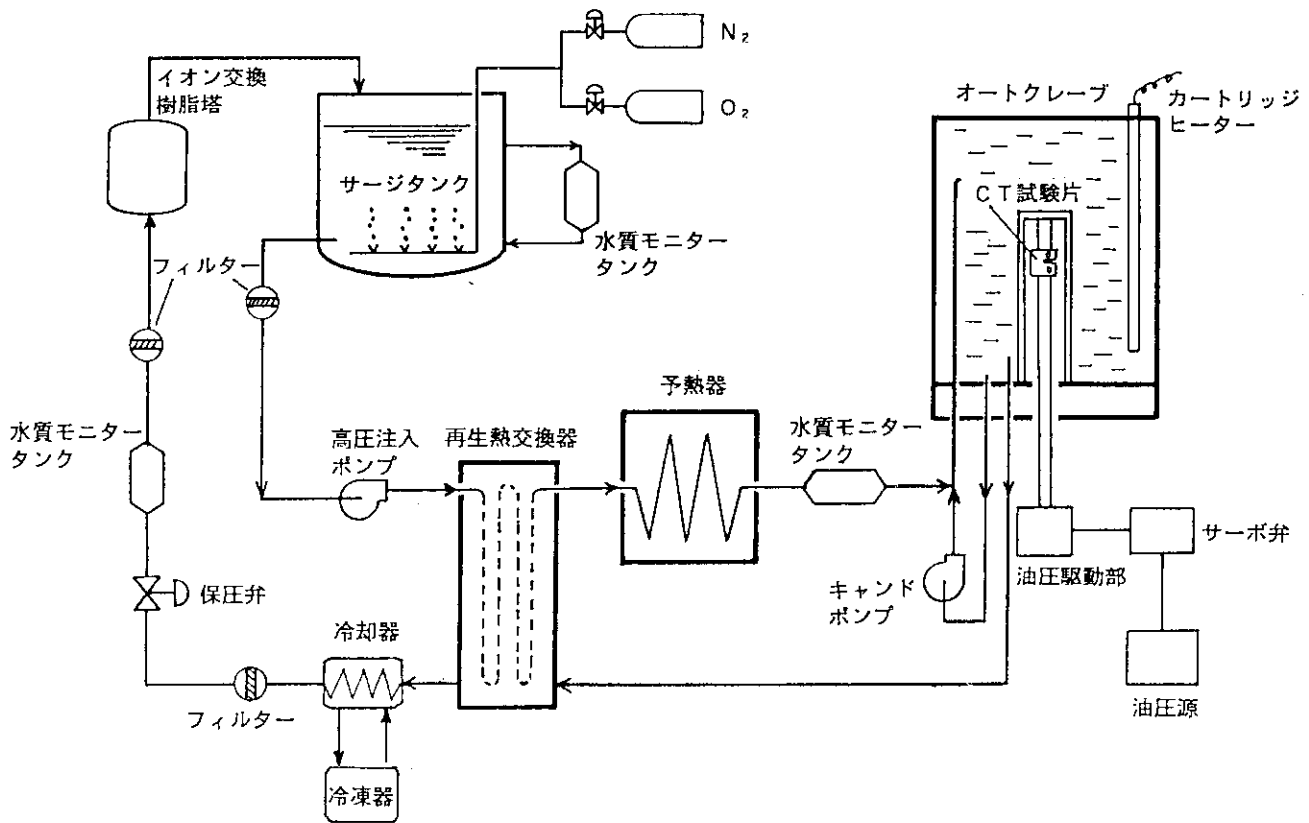 N₂
イオン交換
樹脂塔
O₂
オートクレーブ
カートリッジ
ヒーター
サージタンク
CT試験片
水質モニター
タンク
フィルター
予熱器
水質モニター
タンク
高圧注入
ポンプ
再生熱交換器
水質モニター
タンク
サーボ弁
油圧駆動部
キャンド
ポンプ
保圧弁
冷却器
フィルター
油圧源
冷凍器